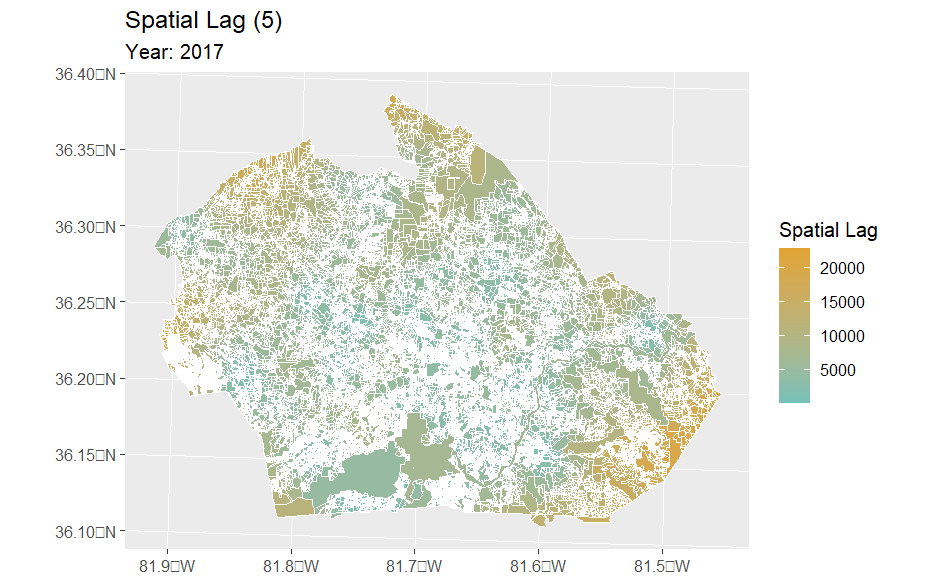 Spatial Lag (5)
Year: 2017
36.40□N
36.35□N
36.30□N
36.25□N
36.20□N
36.15□N
36.10□N
81.9□W
81.8□W
81.7□W
81.6□W
81.5□W
Spatial Lag
20000
15000
10000
5000